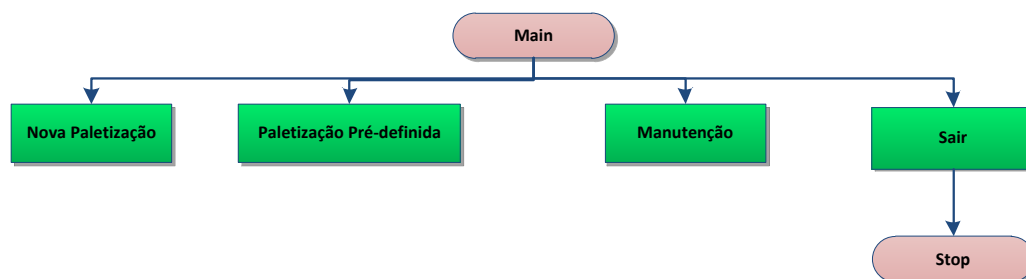 Main
Nova Paletização
Paletização Pré-definida
Manutenção
Sair
Stop